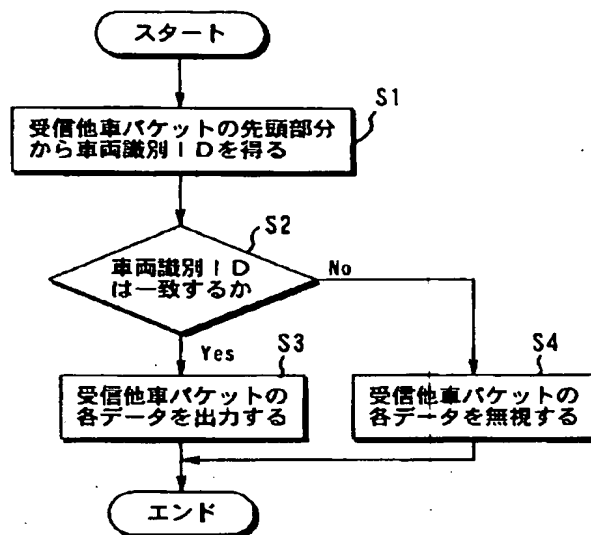 スタート
S1
受信他車パケットの先頭部分
から車両識別ＩＤを得る
S2
車両識別ＩＤ
は一致するか
No
Yes
S3
受信他車パケットの
各データを出力する
S4
受信他車パケットの
各データを無視する
エンド